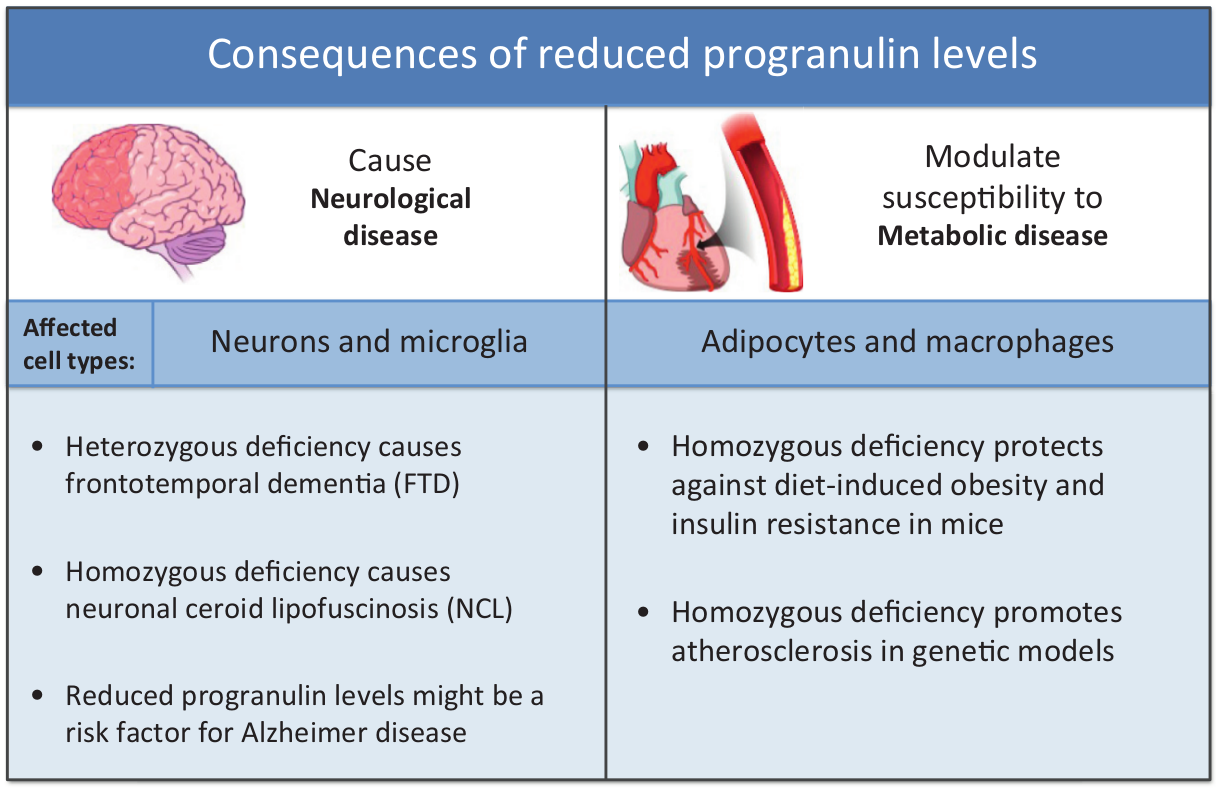 Consequences of reduced progranulin levels
Cause
Neurological
disease
Modulate
susceptibility to
Metabolic disease
Affected
cell types:
Neurons and microglia
Adipocytes and macrophages
• Heterozygous deficiency causes
frontotemporal dementia (FTD)
• Homozygous deficiency causes
neuronal ceroid lipofuscinosis (NCL)
• Reduced progranulin levels might be a
risk factor for Alzheimer disease
• Homozygous deficiency protects
against diet-induced obesity and
insulin resistance in mice
• Homozygous deficiency promotes
atherosclerosis in genetic models